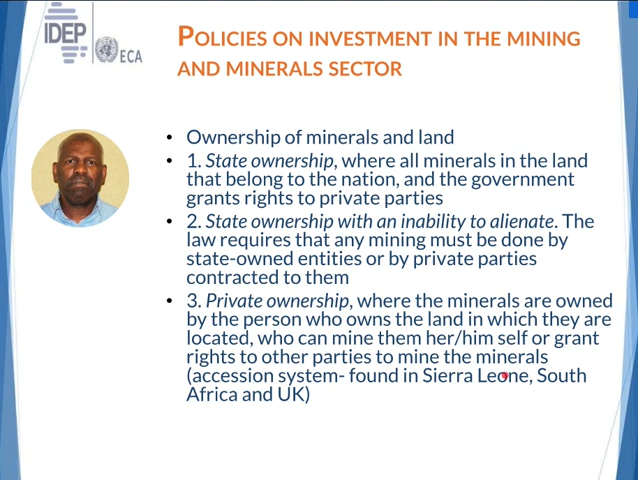 IDEP
ECA
POLICIES ON INVESTMENT IN THE MINING
AND MINERALS SECTOR
• Ownership of minerals and land
• 1. State ownership, where all minerals in the land
that belong to the nation, and the government
grants rights to private parties
• 2. State ownership with an inability to alienate. The
law requires that any mining must be done by
state-owned entities or by private parties
contracted to them
• 3. Private ownership, where the minerals are owned
by the person who owns the land in which they are
located, who can mine them her/him self or grant
rights to other parties to mine the minerals
(accession system- found in Sierra Leone, South
Africa and UK)